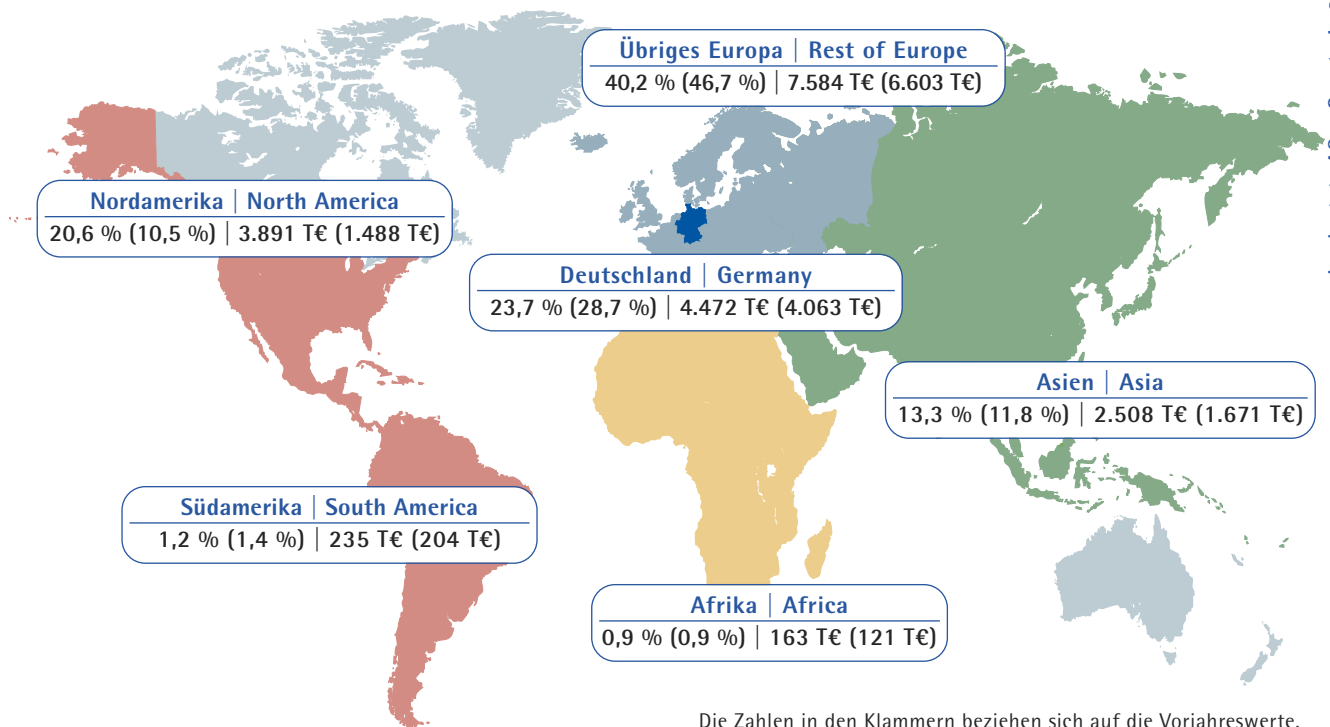 Übriges Europa | Rest of Europe
40,2 % (46,7 %) | 7.584 T€ (6.603 T€)
Nordamerika | North America
20,6 % (10,5 %) | 3.891 T€ (1.488 T€)
Deutschland | Germany
23,7 % (28,7 %) | 4.472 T€ (4.063 T€)
Asien | Asia
13,3 % (11,8 %) | 2.508 T€ (1.671 T€)
Südamerika | South America
1,2 % (1,4 %) | 235 T€ (204 T€)
Afrika | Africa
0,9 % (0,9 %) | 163 T€ (121 T€)
Die Zahlen in den Klammern beziehen sich auf die Vorjahreswerte.